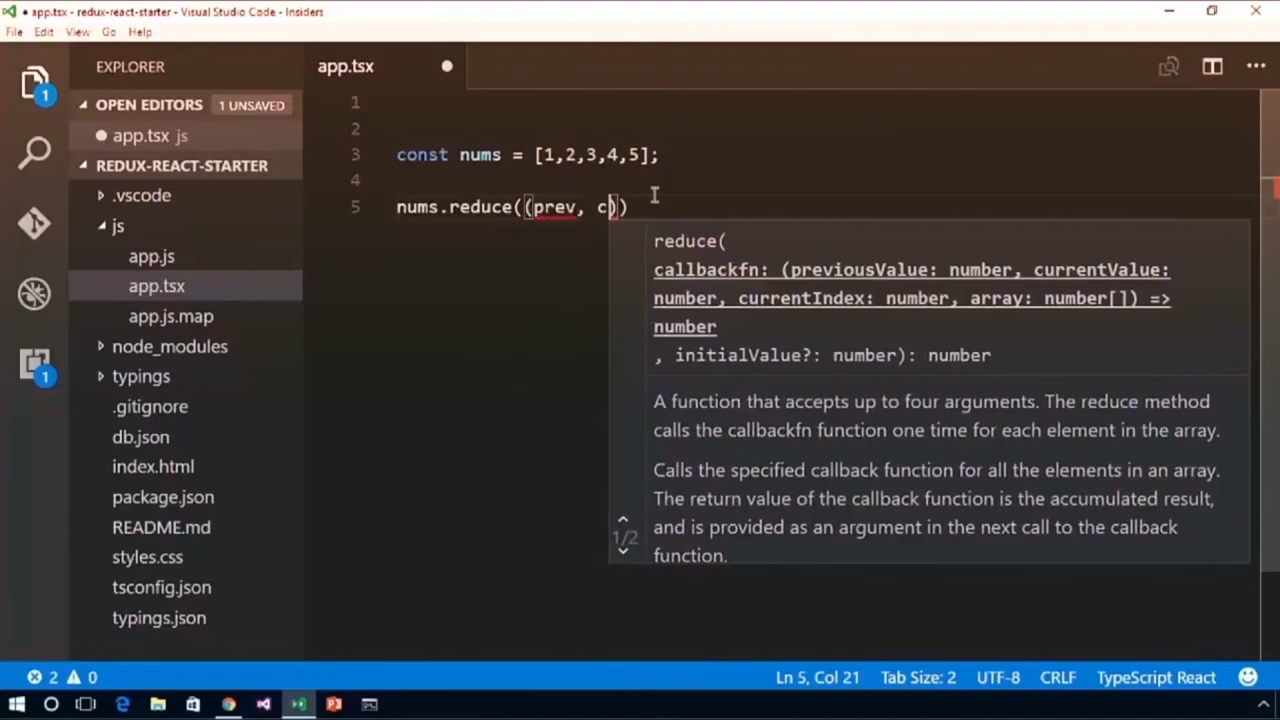 ● app.tsx - redux-react-starter - Visual Studio Code - Insiders
File Edit View Go Help
EXPLORER
OPEN EDITORS 1 UNSAVED
app.tsx js
REDUX-REACT-STARTER
.vscode
js
app.js
app.tsx
app.js.map
node_modules
typings
.gitignore
db.json
index.html
package.json
README.md
styles.css
tsconfig.json
typings.json
1
1
app.tsx
1
2
3 const nums = [1,2,3,4,5];
4
5 nums.reduce((prev, c))
reduce(
callbackfn: (previousValue: number, currentValue:
number, currentIndex: number, array: number[]) =>
number
, initialValue?: number): number
A function that accepts up to four arguments. The reduce method
calls the callbackfn function one time for each element in the array.
Calls the specified callback function for all the elements in an array.
The return value of the callback function is the accumulated result,
and is provided as an argument in the next call to the callback
function.
1/2
2 0 Ln 5, Col 21 Tab Size: 2 UTF-8 CRLF TypeScript React